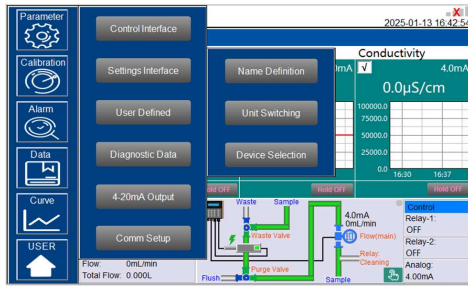 Parameter
X
2025-01-13 16:42:54
Calibration
Alarm
Data
Curve
USER
Control Interface
Settings Interface
User Defined
Diagnostic Data
4-20mA Output
Comm Setup
Name Definition
Unit Switching
Device Selection
Conductivity
mA
√
4.0mA
0.0µS/cm
100000.0
75000.0
50000.0
25000.0
0.0
16:30
16:37
old OFF
Hold OFF
Hold OFF
Waste
Sample
Waste Valve
Purge Valve
Flush
Sample
4.0mA
0mL/min
Flow(main)
Relay:
Cleaning
Control
Relay-1:
OFF
Relay-2:
OFF
Analog:
4.00mA
Flow: 0mL/min
Total Flow: 0.000L